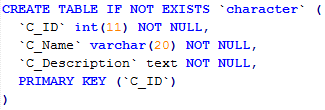 CREATE TABLE IF NOT EXISTS `character` (
`C_ID` int(11) NOT NULL,
`C_Name` varchar(20) NOT NULL,
`C_Description` text NOT NULL,
PRIMARY KEY (`C_ID`)
)